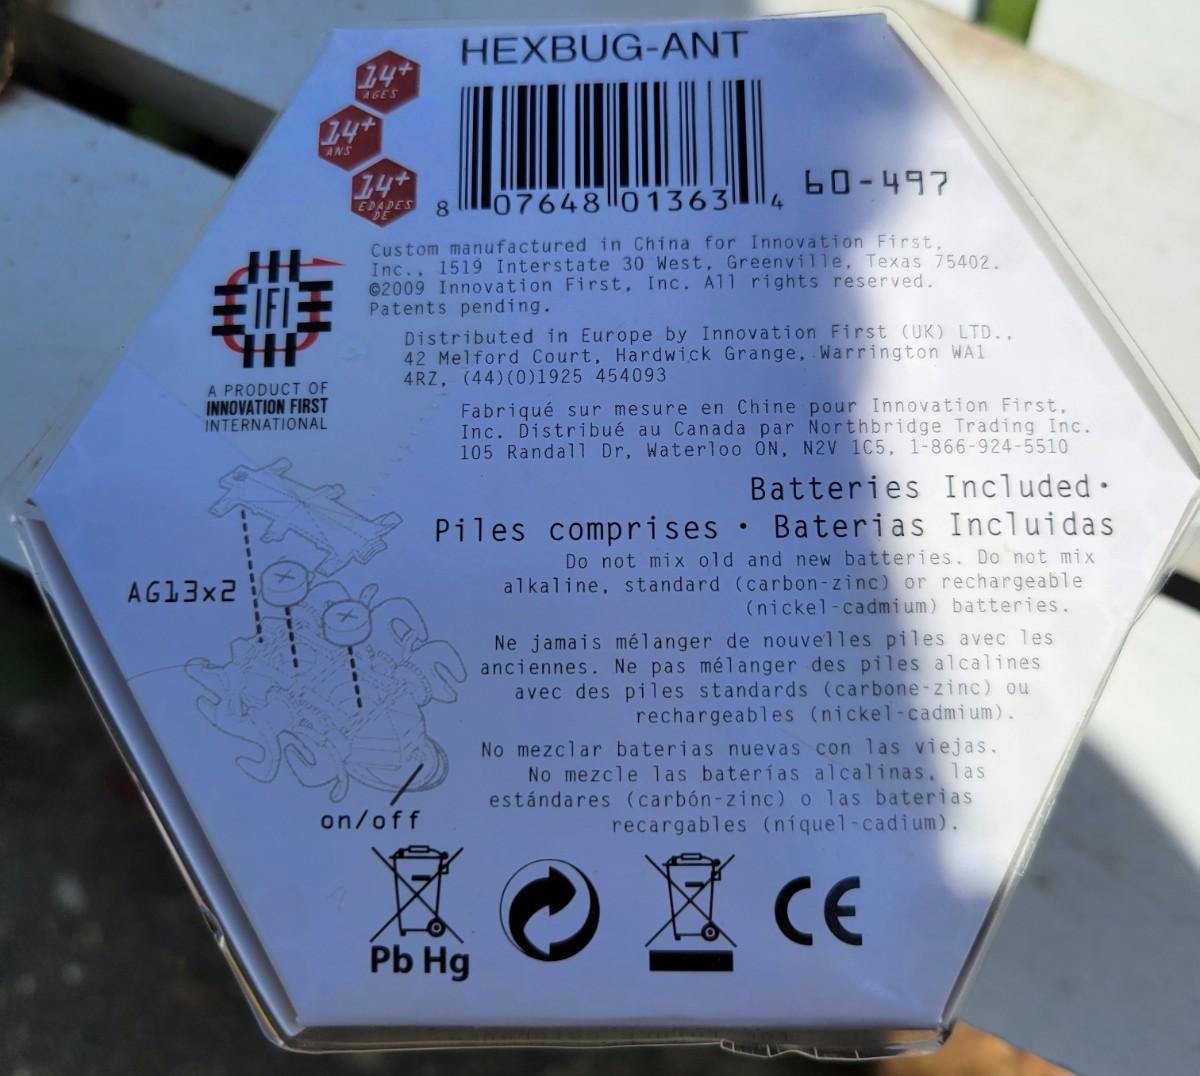 HEXBUG-ANT
14+
AGES
14+
ANS
14+
EDADES
DE
8 07648 01363 4
60-497
Custom manufactured in China for Innovation First,
Inc., 1519 Interstate 30 West, Greenville, Texas 75402.
©2009 Innovation First, Inc. All rights reserved.
Patents pending.
IFI
A PRODUCT OF
INNOVATION FIRST
INTERNATIONAL
Distributed in Europe by Innovation First (UK) LTD.,
42 Melford Court, Hardwick Grange, Warrington WA1
4RZ, (44)(0)1925 454093
Fabriqué sur mesure en Chine pour Innovation First,
Inc. Distribué au Canada par Northbridge Trading Inc.
105 Randall Dr, Waterloo ON, N2V 1C5, 1-866-924-5510
Batteries Included·
Piles comprises · Baterias Incluidas
Do not mix old and new batteries. Do not mix
alkaline, standard (carbon-zinc) or rechargeable
(nickel-cadmium) batteries.
AG13x2
Ne jamais mélanger de nouvelles piles avec les
anciennes. Ne pas mélanger des piles alcalines
avec des piles standards (carbone-zinc) ou
rechargeables (nickel-cadmium).
No mezclar baterias nuevas con las viejas.
No mezcle las baterías alcalinas, las
estándares (carbón-zinc) o las baterias
recargables (níquel-cadium).
on/off
Pb Hg
CE